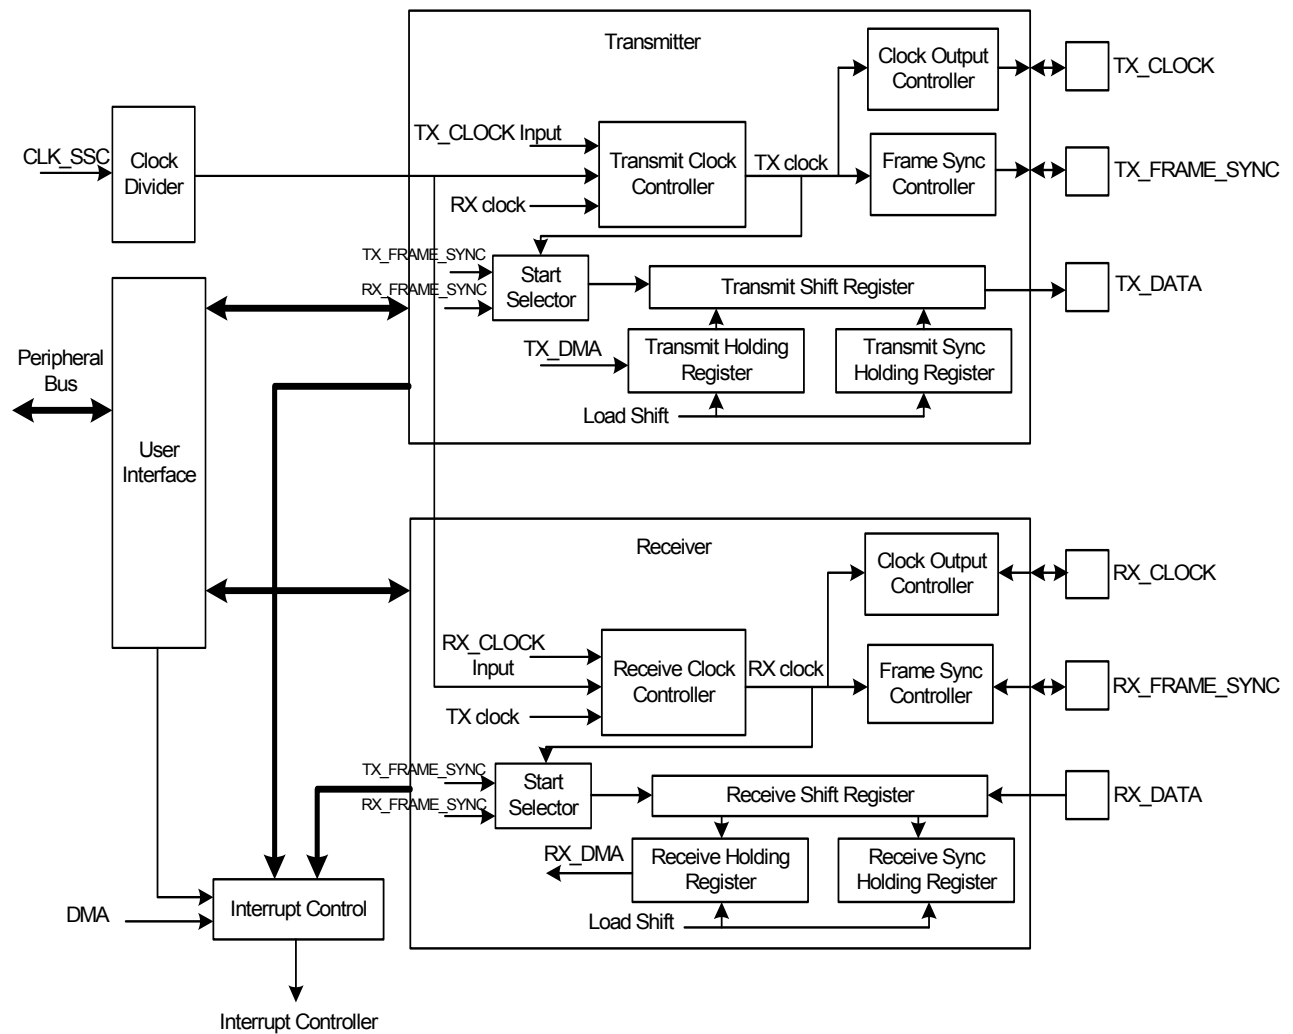 Transmitter
Clock Output
Controller
TX_CLOCK
TX_CLOCK Input
CLK_SSC
Clock
Divider
Transmit Clock
Controller
TX clock
Frame Sync
Controller
TX_FRAME_SYNC
RX clock
TX_FRAME_SYNC
RX_FRAME_SYNC
Start
Selector
Transmit Shift Register
TX_DATA
TX_DMA
Transmit Holding
Register
Transmit Sync
Holding Register
Load Shift
Peripheral
Bus
User
Interface
Receiver
Clock Output
Controller
RX_CLOCK
RX_CLOCK
Input
Receive Clock
Controller
RX clock
Frame Sync
Controller
RX_FRAME_SYNC
TX clock
TX_FRAME_SYNC
RX_FRAME_SYNC
Start
Selector
Receive Shift Register
RX_DATA
RX_DMA
Receive Holding
Register
Receive Sync
Holding Register
Load Shift
DMA
Interrupt Control
Interrupt Controller